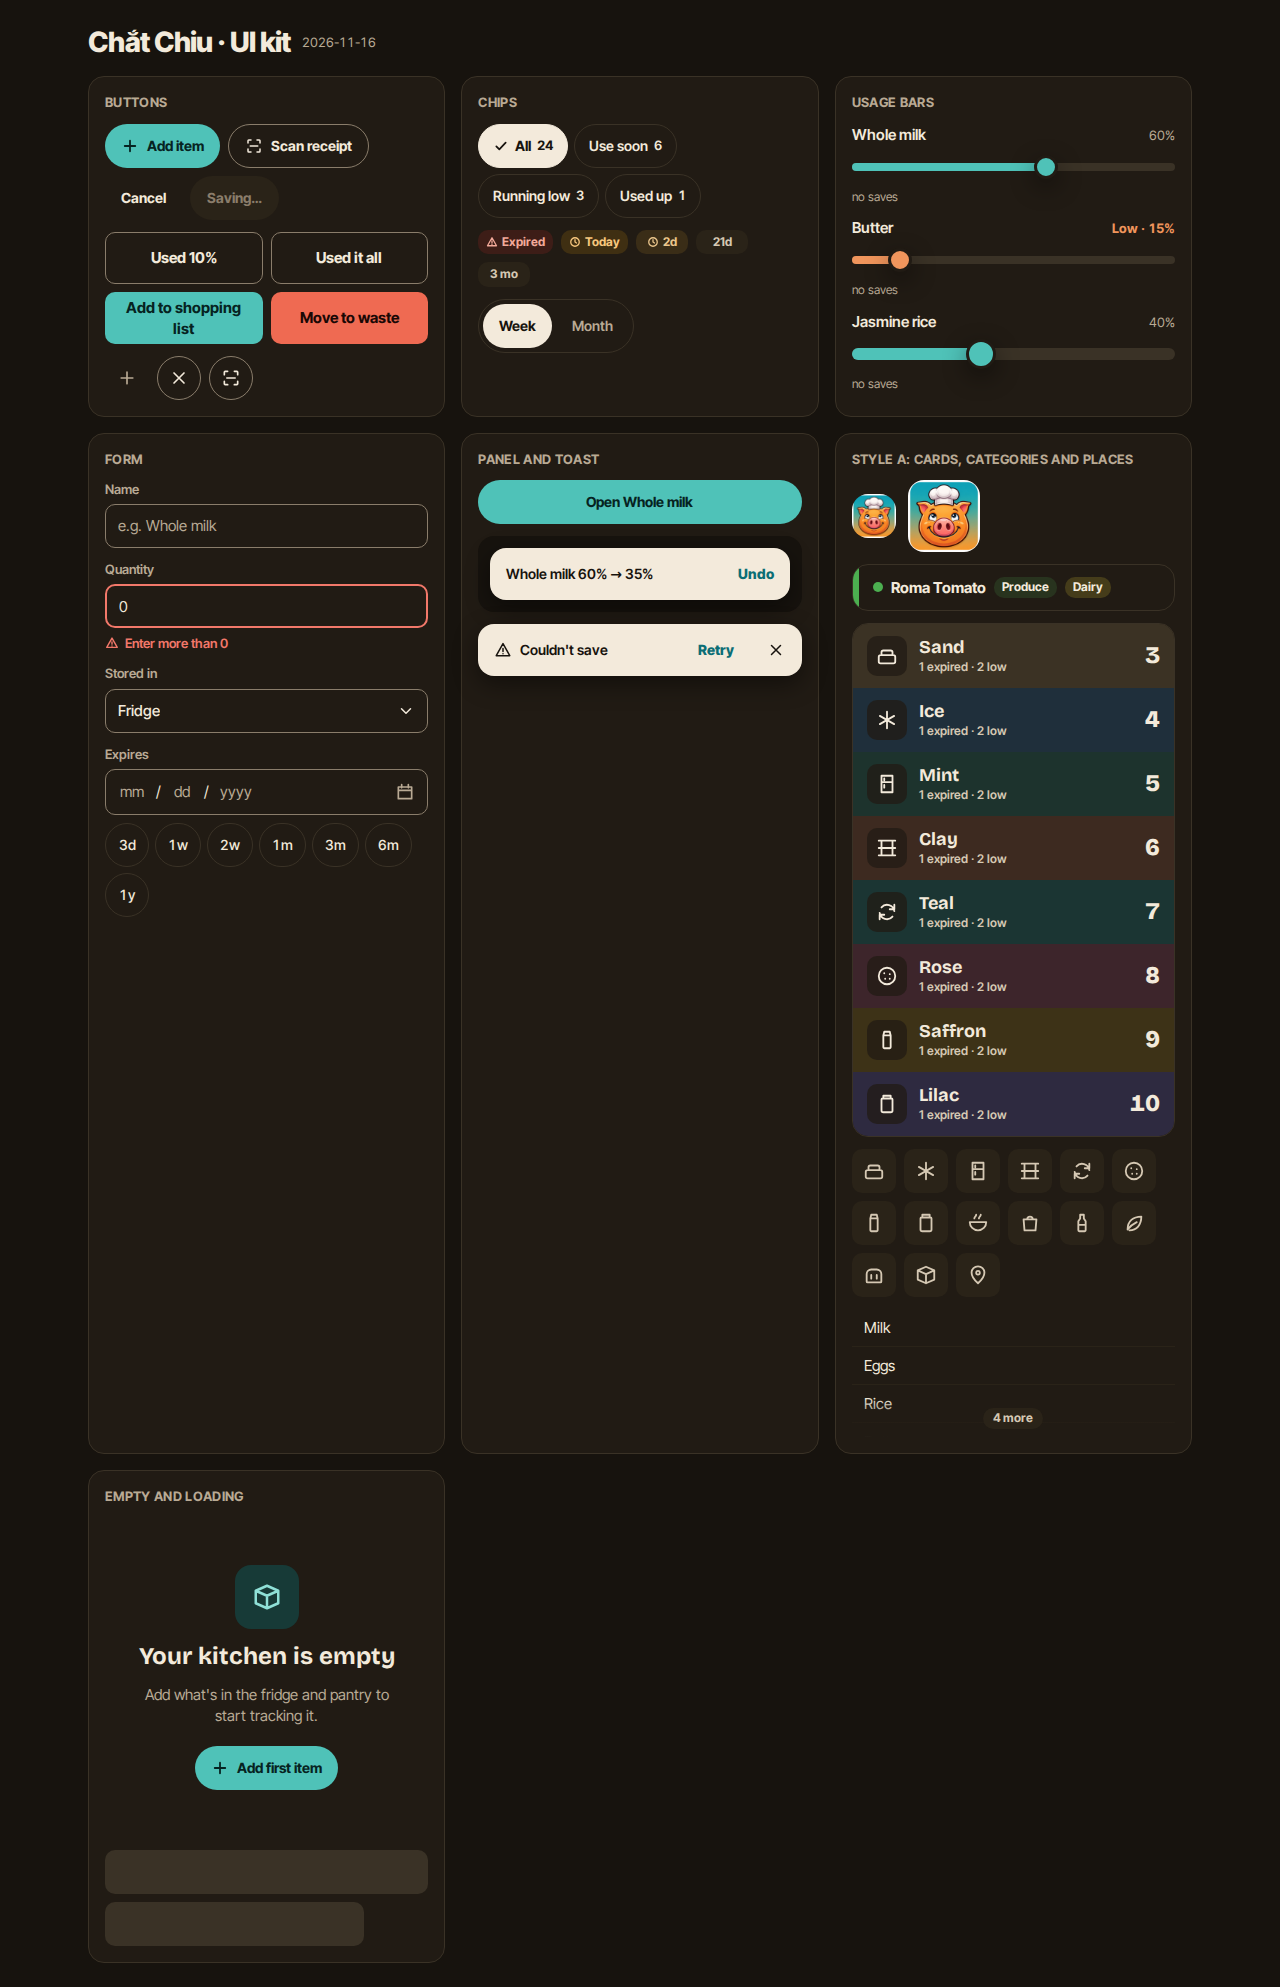 Chắt Chiu · UI kit 2026-11-16
BUTTONS
Add item Scan receipt
Cancel Saving...
Used 10% Used it all
Add to shopping list Move to waste
CHIPS
All 24 Use soon 6
Running low 3 Used up 1
Expired Today 2d 21d
3 mo
Week Month
USAGE BARS
Whole milk 60%
no saves
Butter Low · 15%
no saves
Jasmine rice 40%
no saves
FORM
Name
e.g. Whole milk
Quantity
0
Enter more than 0
Stored in
Fridge
Expires
mm / dd / yyyy
3d 1w 2w 1m 3m 6m
1y
PANEL AND TOAST
Open Whole milk
Whole milk 60% → 35% Undo
Couldn't save Retry
STYLE A: CARDS, CATEGORIES AND PLACES
Roma Tomato Produce Dairy
Sand 3
1 expired · 2 low
Ice 4
1 expired · 2 low
Mint 5
1 expired · 2 low
Clay 6
1 expired · 2 low
Teal 7
1 expired · 2 low
Rose 8
1 expired · 2 low
Saffron 9
1 expired · 2 low
Lilac 10
1 expired · 2 low
Milk
Eggs
Rice
4 more
EMPTY AND LOADING
Your kitchen is empty
Add what's in the fridge and pantry to
start tracking it.
Add first item